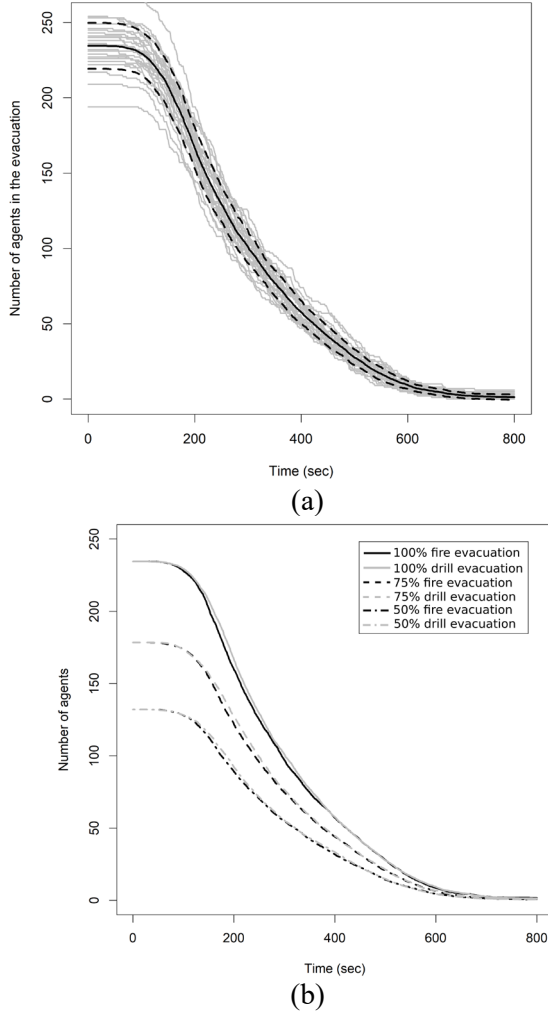 Number of agents in the evacuation
250
200
150
100
50
0
0 200 400 600 800
Time (sec)
(a)
Number of agents
250
200
150
100
50
0
100% fire evacuation
100% drill evacuation
75% fire evacuation
75% drill evacuation
50% fire evacuation
50% drill evacuation
0 200 400 600 800
Time (sec)
(b)